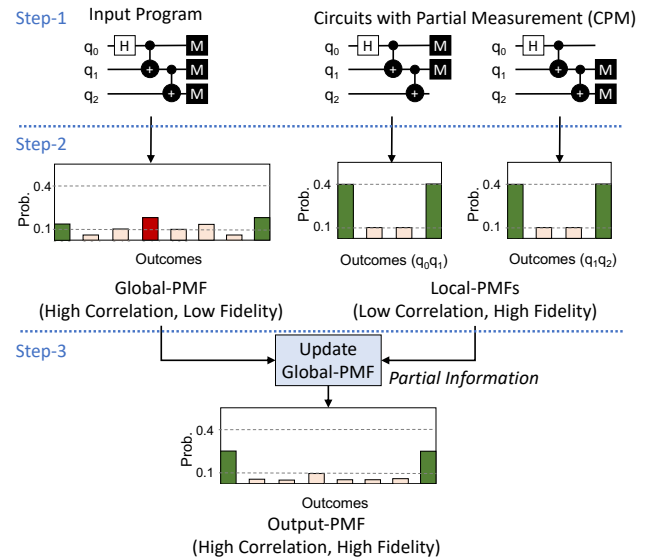 Step-1
Input Program
Circuits with Partial Measurement (CPM)
q0 H M
q1 + M
q2 + M
q0 H M
q1 + M
q2
q0 H
q1 + M
q2 + M
Step-2
Prob.
0.4
0.1
Outcomes
0.4
0.1
Outcomes (q0q1)
0.4
0.1
Outcomes (q1q2)
Global-PMF
(High Correlation, Low Fidelity)
Local-PMFs
(Low Correlation, High Fidelity)
Step-3
Update
Global-PMF
Partial Information
Prob.
0.4
0.1
Outcomes
Output-PMF
(High Correlation, High Fidelity)